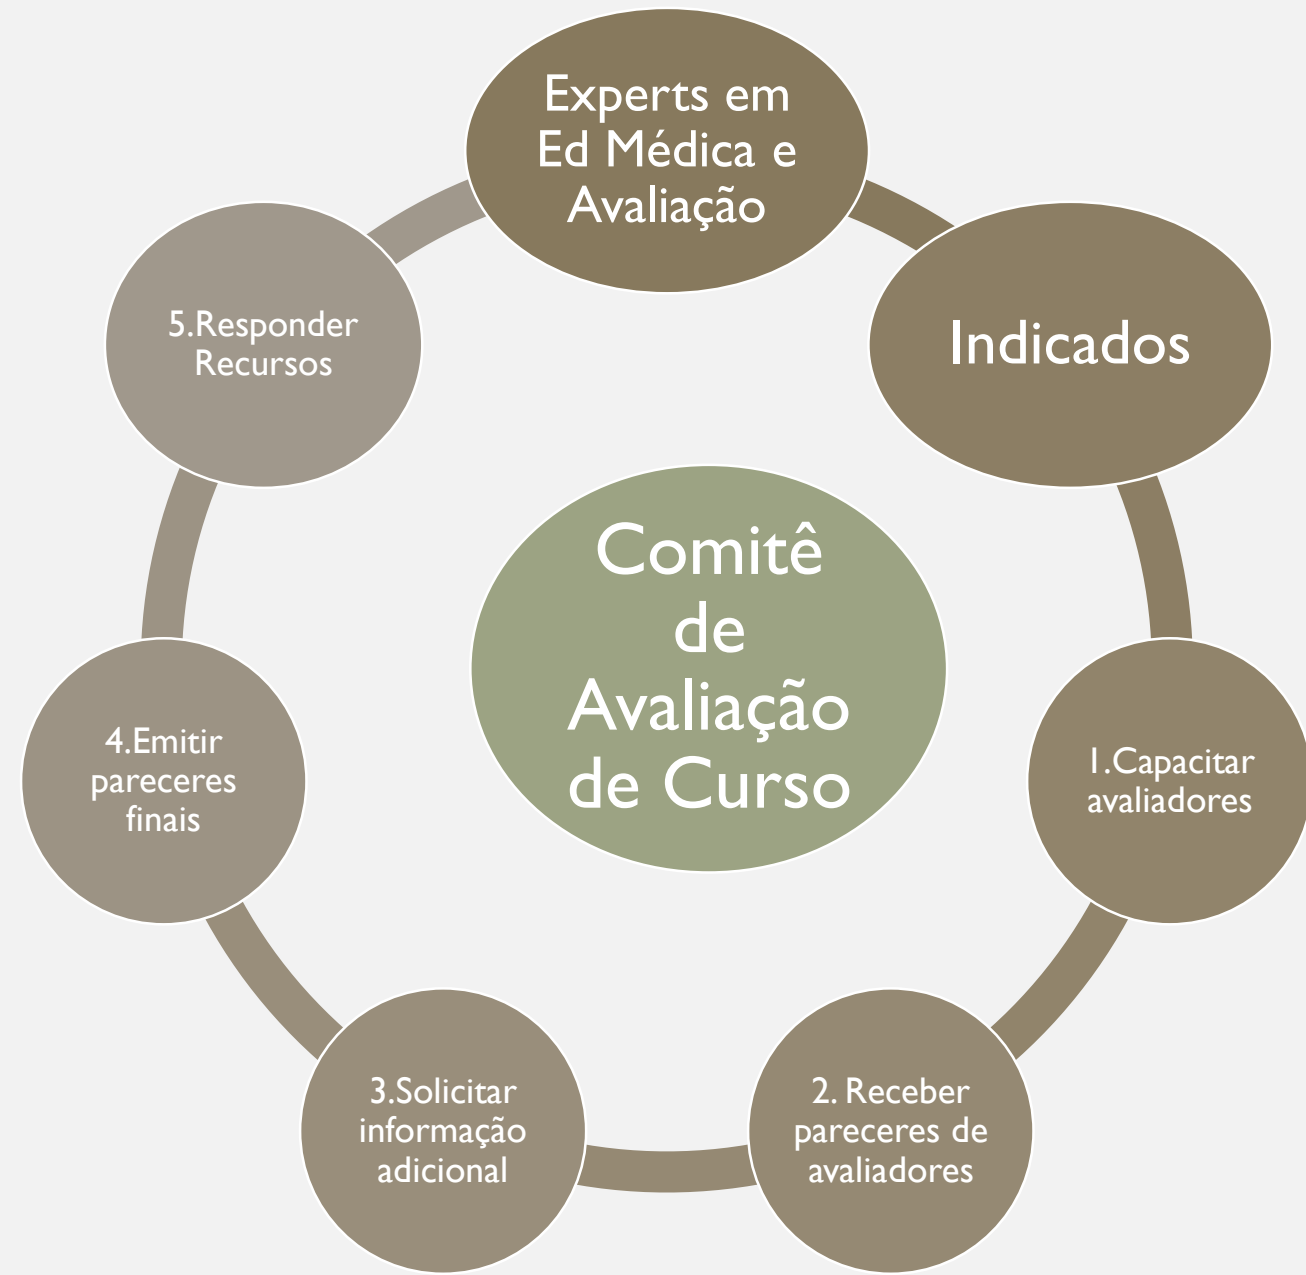 Experts em
Ed Médica e
Avaliação
Indicados
1.Capacitar
avaliadores
2. Receber
pareceres de
avaliadores
3.Solicitar
informação
adicional
4.Emitir
pareceres
finais
5.Responder
Recursos
Comitê
de
Avaliação
de Curso